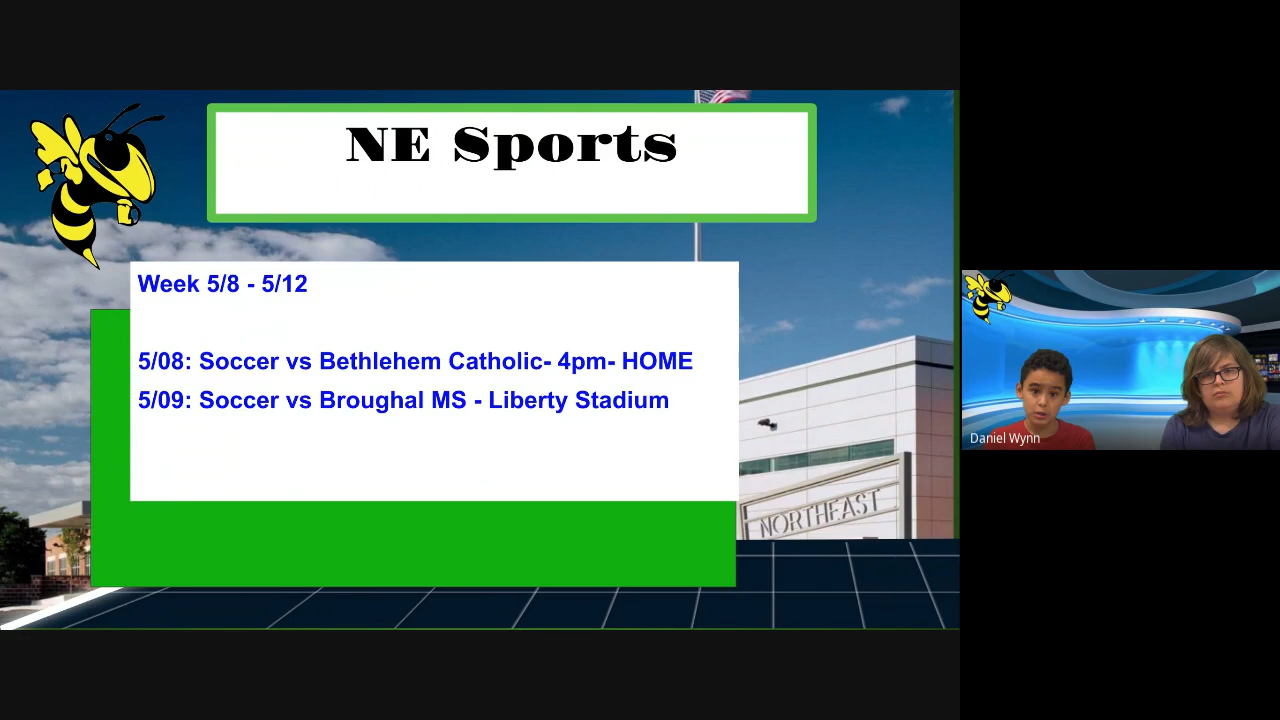 NE Sports
Week 5/8 - 5/12
5/08: Soccer vs Bethlehem Catholic- 4pm- HOME
5/09: Soccer vs Broughal MS - Liberty Stadium
NORTHEAST
Daniel Wynn